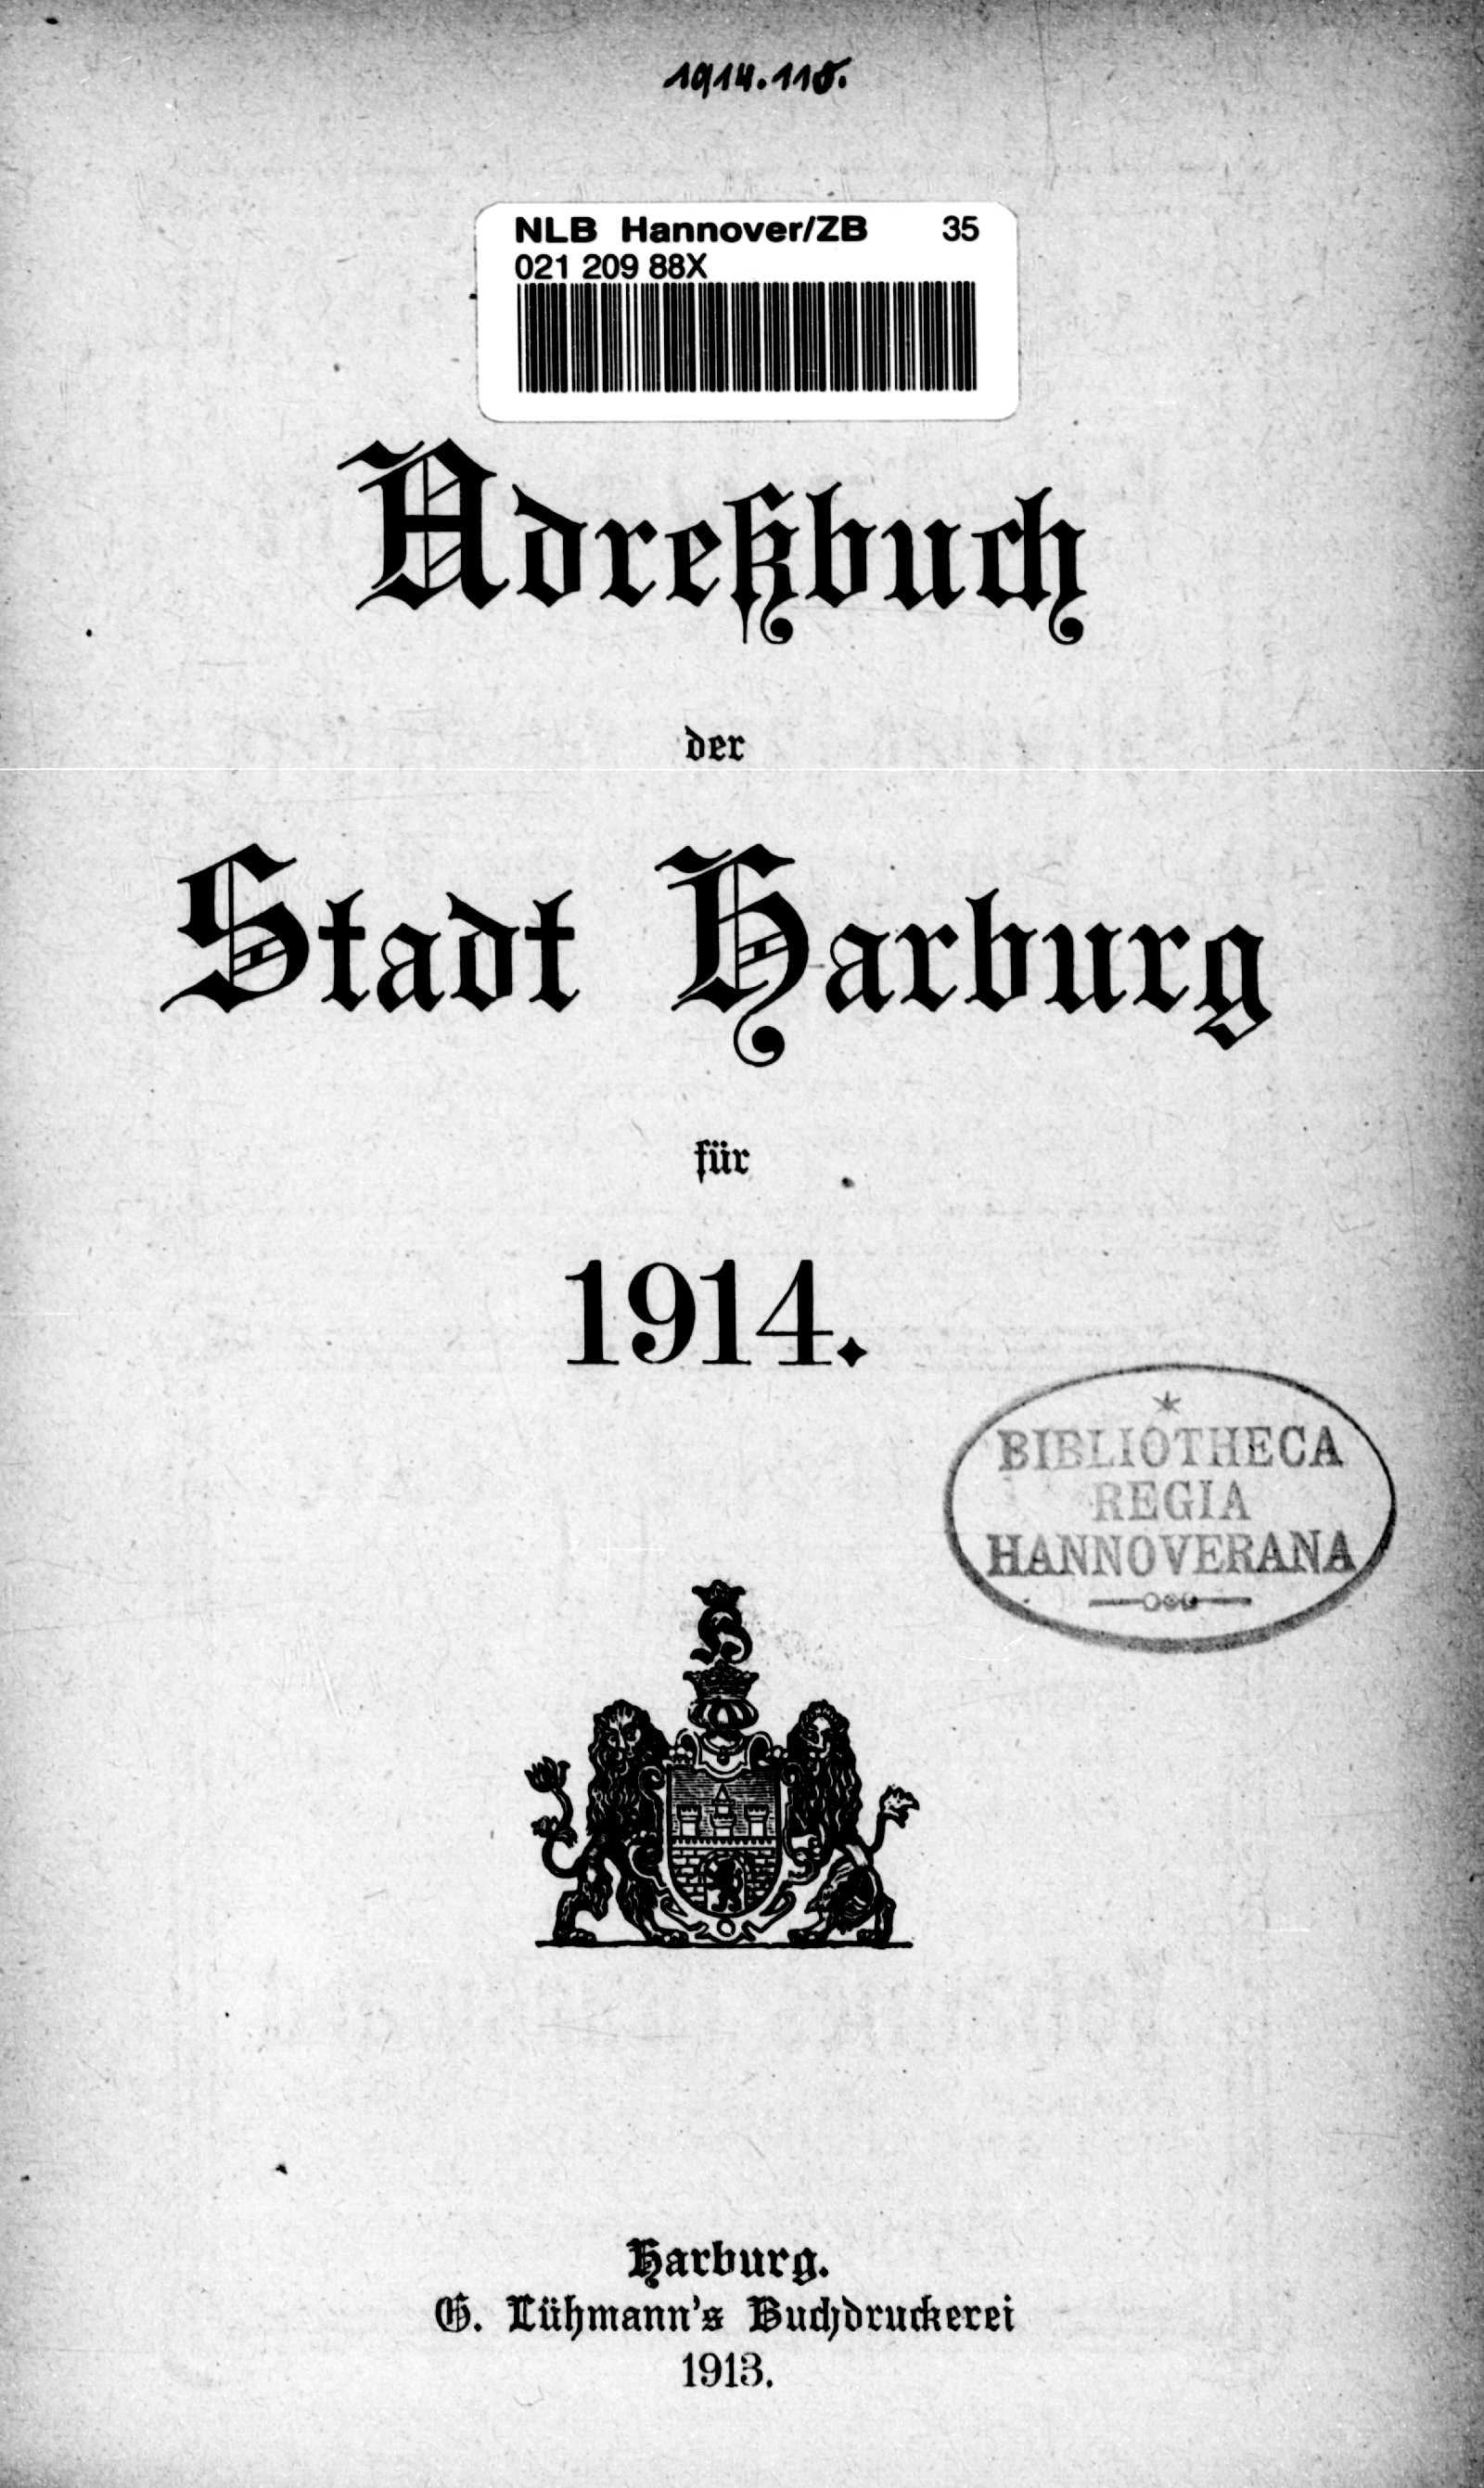 1914.118.
NLB Hannover/ZB 35
021 209 88X
Adreßbuch
der
Stadt Harburg
für
1914.
* BIBLIOTHECA
REGIA
HANNOVERANA
H
Harburg.
G. Lühmann's Buchdruckerei
1913.